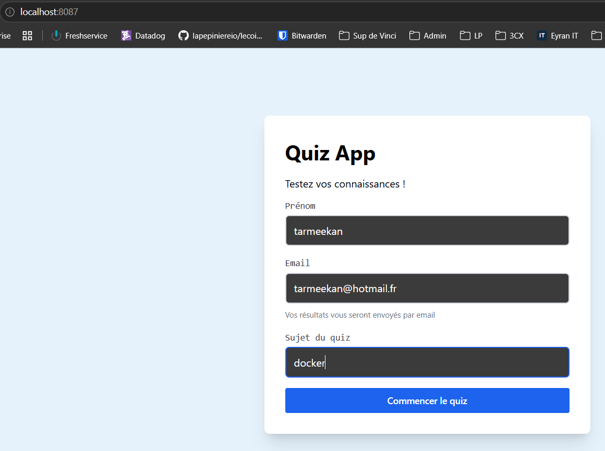 localhost:8087
rise Freshservice Datadog lapepiniereio/lecoi... Bitwarden Sup de Vinci Admin LP 3CX IT Eyran IT
Quiz App
Testez vos connaissances !
Prénom
tarmeekan
Email
tarmeekan@hotmail.fr
Vos résultats vous seront envoyés par email
Sujet du quiz
docker
Commencer le quiz